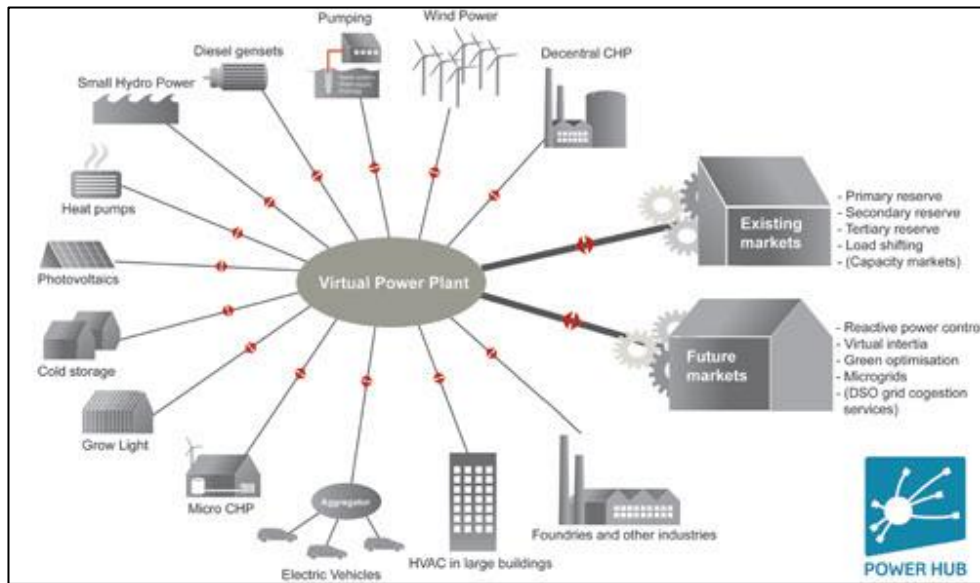 Pumping
Wind Power
Diesel gensets
Decentral CHP
Small Hydro Power
Heat pumps
Existing
markets
- Primary reserve
- Secondary reserve
- Tertiary reserve
- Load shifting
- (Capacity markets)
Virtual Power Plant
Photovoltaics
Cold storage
Future
markets
- Reactive power control
- Virtual intertia
- Green optimisation
- Microgrids
- (DSO grid cogestion
services)
Grow Light
Micro CHP
Aggregator
Electric Vehicles
HVAC in large buildings
Foundries and other industries
POWER HUB